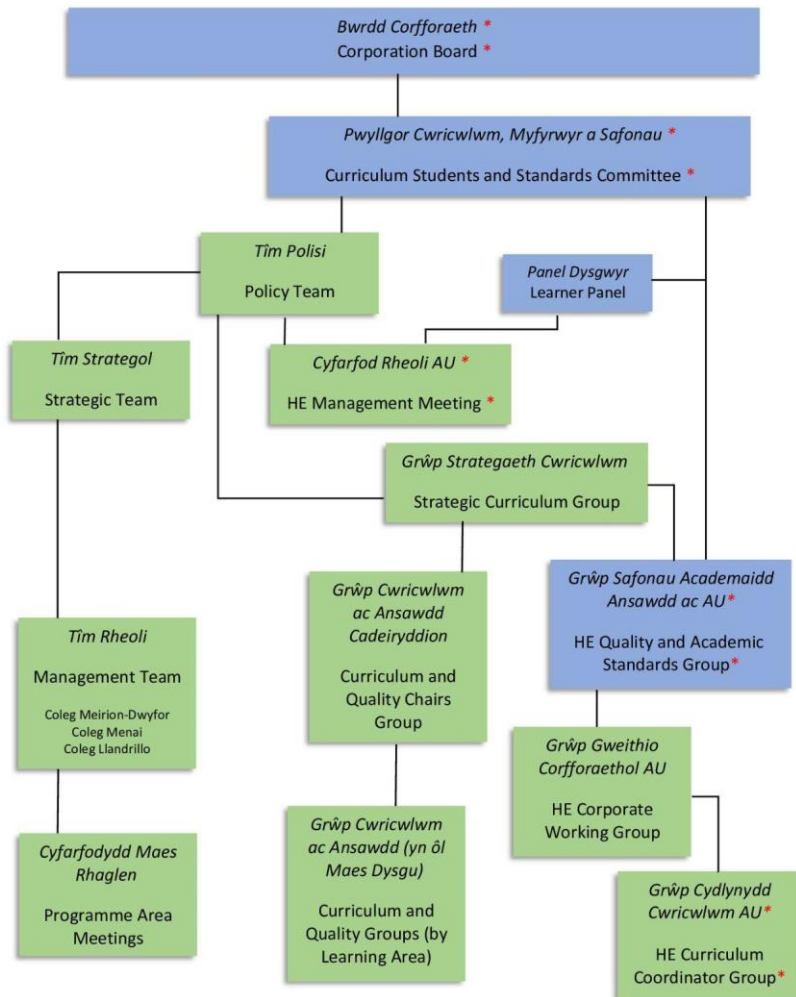 Bwrdd Corfforaeth *
Corporation Board *
Pwyllgor Cwricwlwm, Myfyrwyr a Safonau *
Curriculum Students and Standards Committee *
Tîm Polisi
Policy Team
Panel Dysgwyr
Learner Panel
Tîm Strategol
Strategic Team
Cyfarfod Rheoli AU *
HE Management Meeting *
Grŵp Strategaeth Cwricwlwm
Strategic Curriculum Group
Grŵp Cwricwlwm
ac Ansawdd
Cadeiryddion
Curriculum and
Quality Chairs
Group
Grŵp Safonau Academaidd
Ansawdd ac AU*
HE Quality and Academic
Standards Group*
Tîm Rheoli
Management Team
Coleg Meirion-Dwyfor
Coleg Menai
Coleg Llandrillo
Grŵp Gweithio
Corfforaethol AU
HE Corporate
Working Group
Cyfarfodydd Maes
Rhaglen
Programme Area
Meetings
Grŵp Cwricwlwm
ac Ansawdd (yn ôl
Maes Dysgu)
Curriculum and
Quality Groups (by
Learning Area)
Grŵp Cydlynydd
Cwricwlwm AU*
HE Curriculum
Coordinator Group*